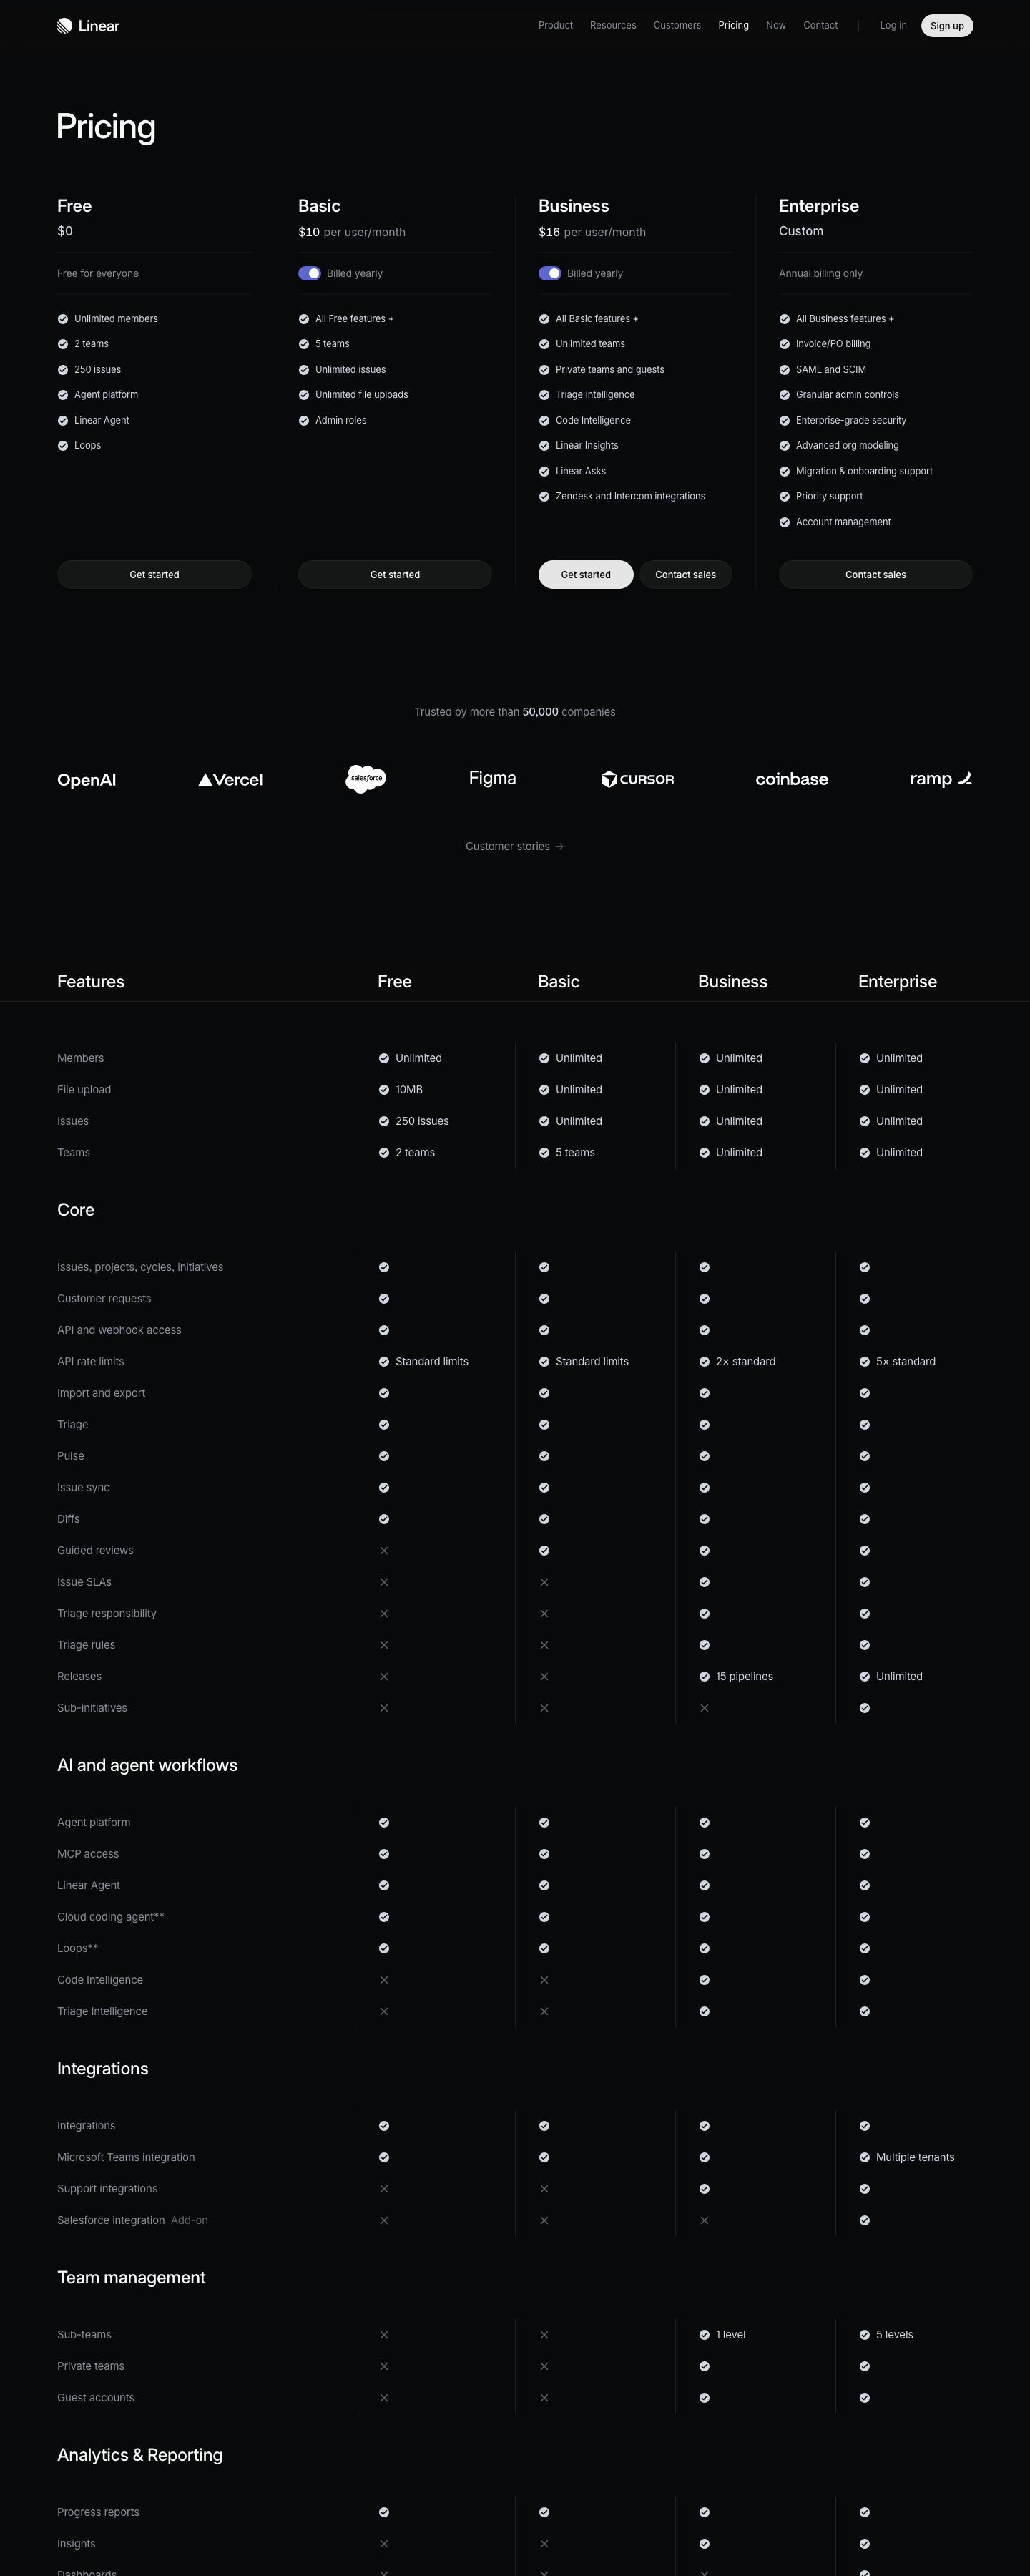 Linear
Product Resources Customers Pricing Now Contact Log in Sign up
Pricing
Free
$0
Free for everyone
Unlimited members
2 teams
250 issues
Agent platform
Linear Agent
Loops
Get started
Basic
$10 per user/month
Billed yearly
All Free features +
5 teams
Unlimited issues
Unlimited file uploads
Admin roles
Get started
Business
$16 per user/month
Billed yearly
All Basic features +
Unlimited teams
Private teams and guests
Triage Intelligence
Code Intelligence
Linear Insights
Linear Asks
Zendesk and Intercom integrations
Get started Contact sales
Enterprise
Custom
Annual billing only
All Business features +
Invoice/PO billing
SAML and SCIM
Granular admin controls
Enterprise-grade security
Advanced org modeling
Migration & onboarding support
Priority support
Account management
Contact sales
Trusted by more than 50,000 companies
OpenAI Vercel salesforce Figma CURSOR coinbase ramp
Customer stories →
Features Free Basic Business Enterprise
Members Unlimited Unlimited Unlimited Unlimited
File upload 10MB Unlimited Unlimited Unlimited
Issues 250 issues Unlimited Unlimited Unlimited
Teams 2 teams 5 teams Unlimited Unlimited
Core
Issues, projects, cycles, initiatives
Customer requests
API and webhook access
API rate limits Standard limits Standard limits 2× standard 5× standard
Import and export
Triage
Pulse
Issue sync
Diffs
Guided reviews
Issue SLAs
Triage responsibility
Triage rules
Releases 15 pipelines Unlimited
Sub-initiatives
AI and agent workflows
Agent platform
MCP access
Linear Agent
Cloud coding agent**
Loops**
Code Intelligence
Triage Intelligence
Integrations
Integrations
Microsoft Teams integration Multiple tenants
Support integrations
Salesforce integration Add-on
Team management
Sub-teams 1 level 5 levels
Private teams
Guest accounts
Analytics & Reporting
Progress reports
Insights
Dashboards